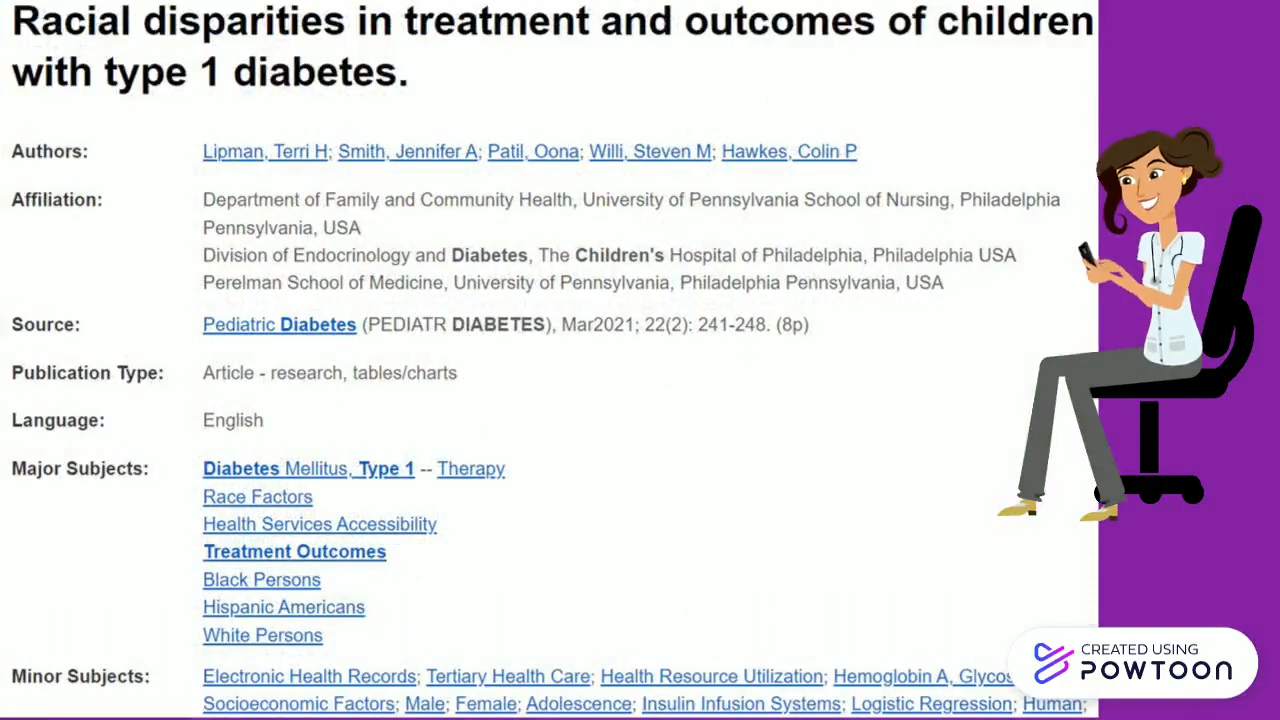 Racial disparities in treatment and outcomes of children
with type 1 diabetes.
Authors: Lipman, Terri H; Smith, Jennifer A; Patil, Oona; Willi, Steven M; Hawkes, Colin P
Affiliation: Department of Family and Community Health, University of Pennsylvania School of Nursing, Philadelphia
Pennsylvania, USA
Division of Endocrinology and Diabetes, The Children's Hospital of Philadelphia, Philadelphia USA
Perelman School of Medicine, University of Pennsylvania, Philadelphia Pennsylvania, USA
Source: Pediatric Diabetes (PEDIATR DIABETES), Mar2021; 22(2): 241-248. (8p)
Publication Type: Article - research, tables/charts
Language: English
Major Subjects: Diabetes Mellitus, Type 1 -- Therapy
Race Factors
Health Services Accessibility
Treatment Outcomes
Black Persons
Hispanic Americans
White Persons
Minor Subjects: Electronic Health Records; Tertiary Health Care; Health Resource Utilization; Hemoglobin A,
Socioeconomic Factors; Male; Female; Adolescence; Insulin Infusion Systems; Logistic Regression; Human;
CREATED USING
POWTOON